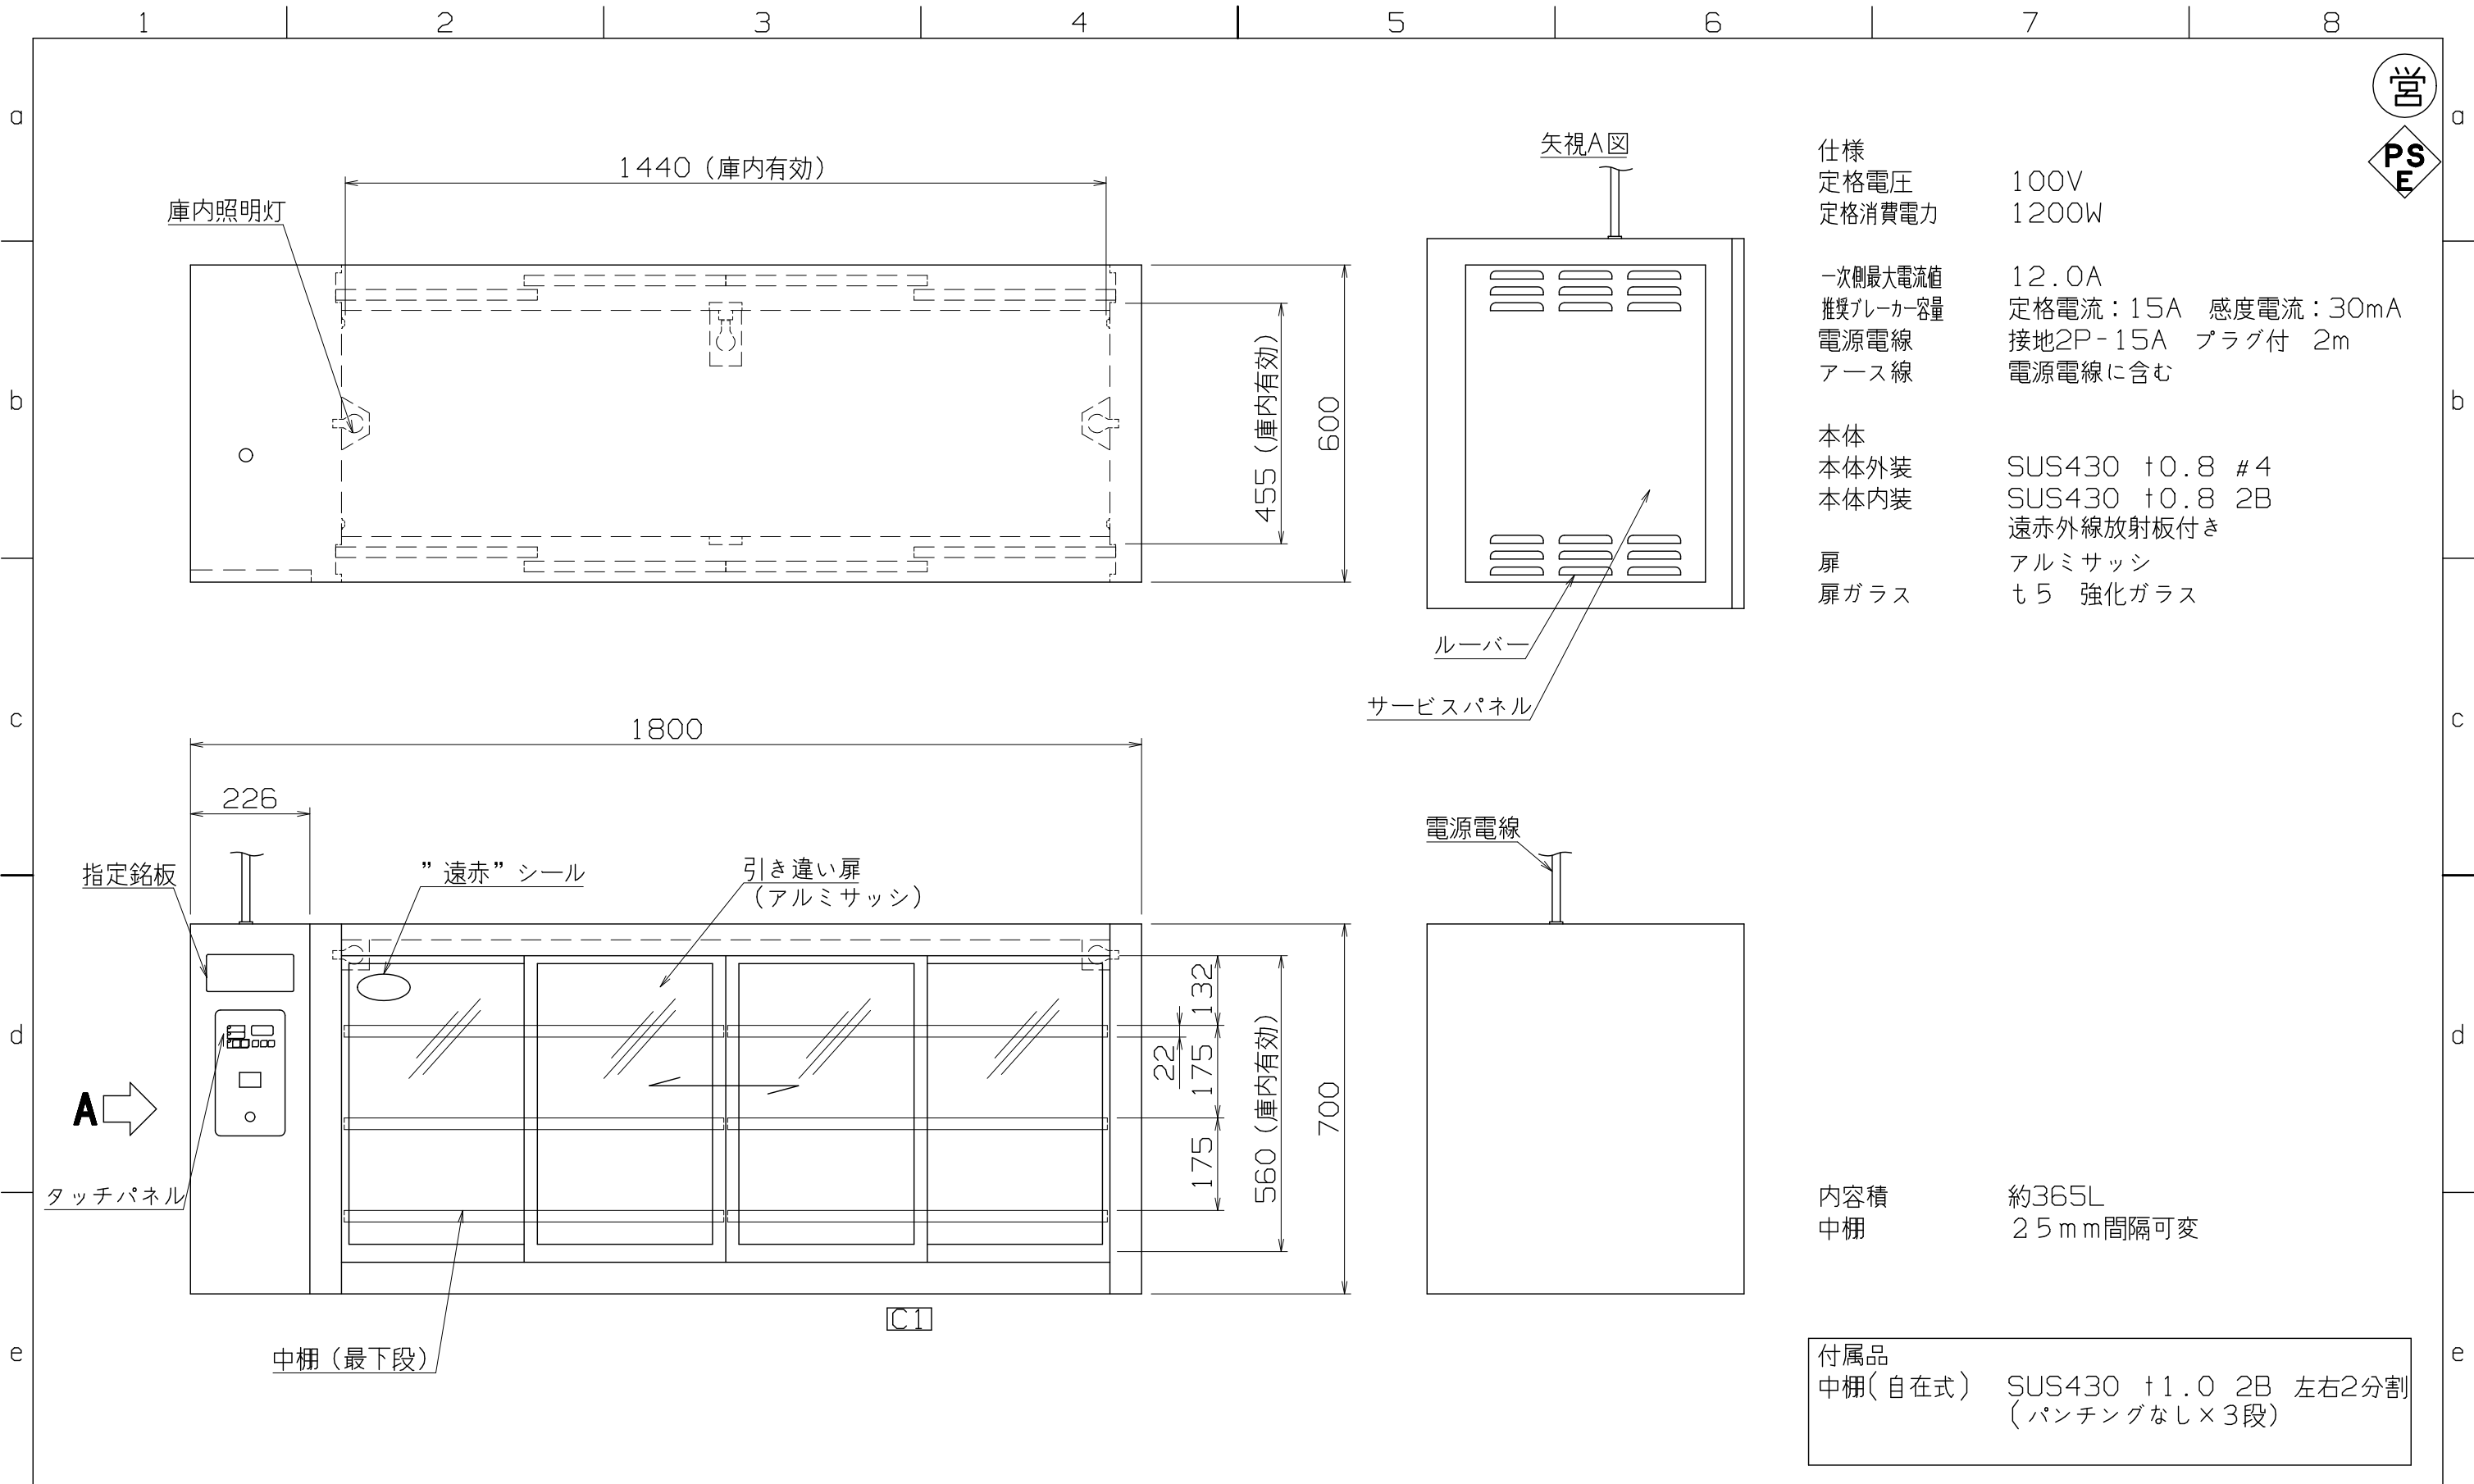 1 2 3 4 5 6 7 8
a a
営
PS
E
矢視A図
1440(庫内有効)
庫内照明灯
455(庫内有効)
600
仕様
定格電圧 100V
定格消費電力 1200W
一次側最大電流値 12.0A
推奨ブレーカー容量 定格電流:15A 感度電流:30mA
電源電線 接地2P-15A プラグ付 2m
アース線 電源電線に含む
b b
本体
本体外装 SUS430 t0.8 #4
本体内装 SUS430 t0.8 2B
遠赤外線放射板付き
扉 アルミサッシ
扉ガラス t5 強化ガラス
ルーバー
サービスパネル
c c
1800
226
電源電線
指定銘板
"遠赤"シール
引き違い扉
(アルミサッシ)
132
22
175
175
560(庫内有効)
700
d d
A
タッチパネル
内容積 約365L
中棚 25mm間隔可変
C1
中棚(最下段)
e e
付属品
中棚(自在式) SUS430 t1.0 2B 左右2分割
(パンチングなし×3段)